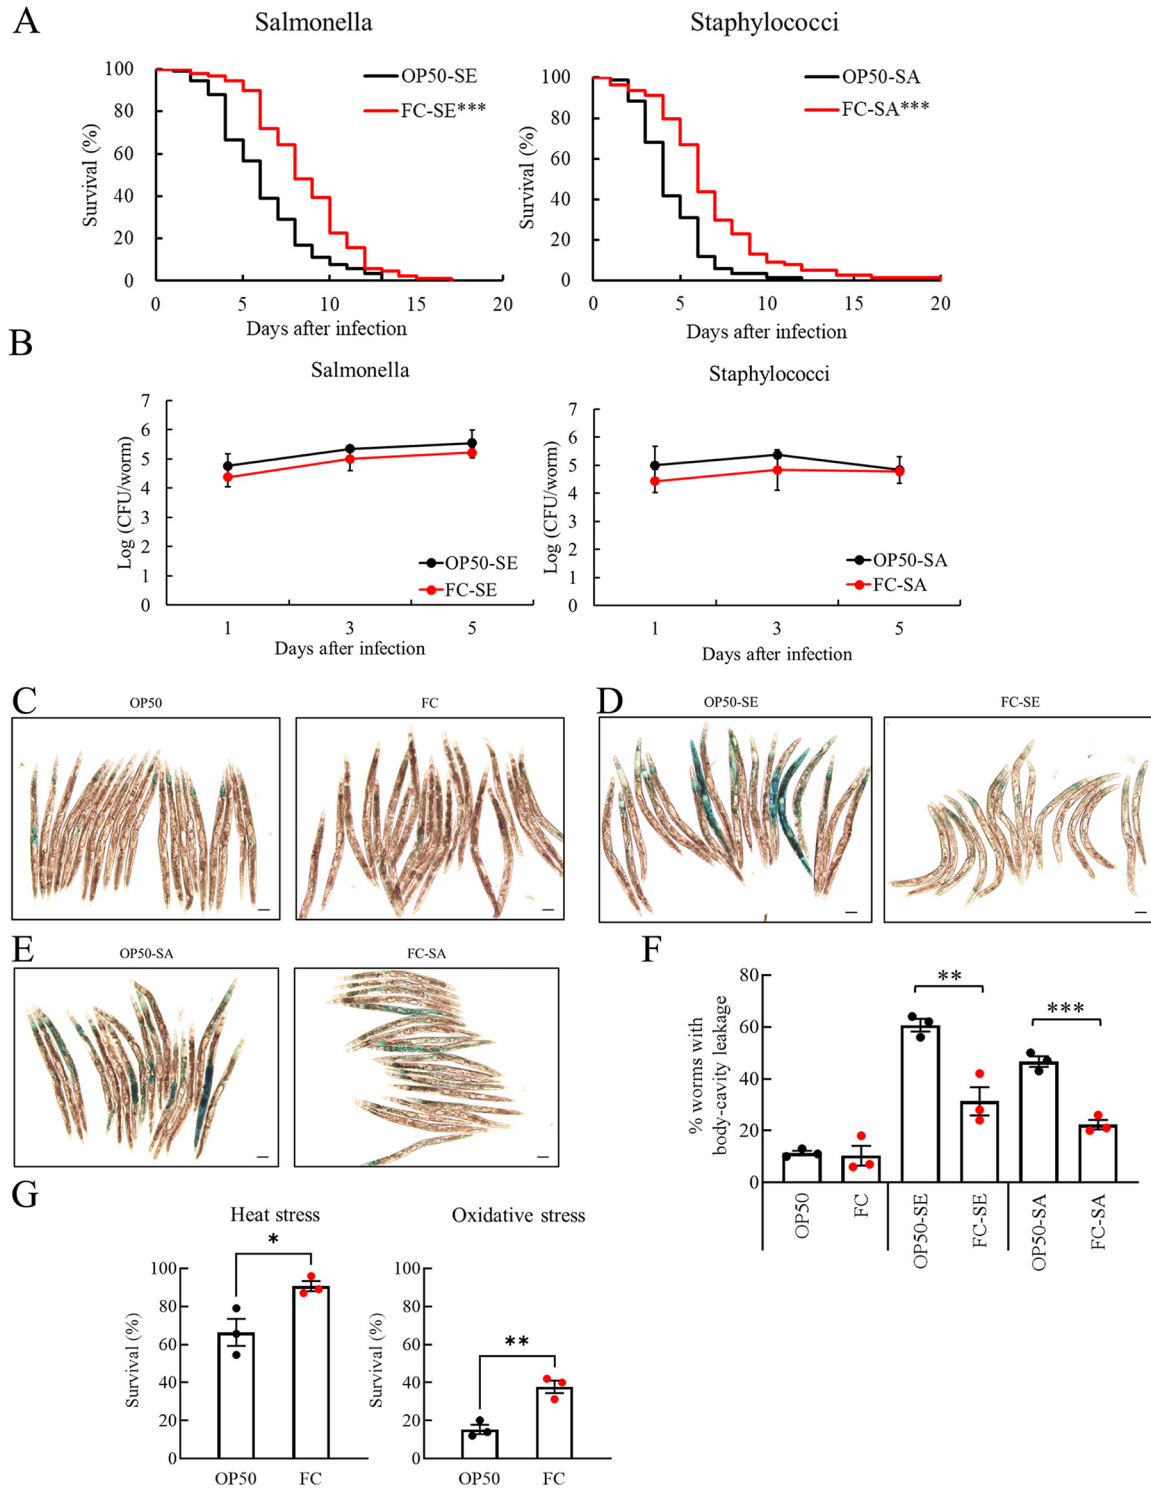 A
Salmonella
Staphylococci
Survival (%)
100
80
60
40
20
0
OP50-SE
FC-SE***
0 5 10 15 20
Days after infection
Survival (%)
100
80
60
40
20
0
OP50-SA
FC-SA***
0 5 10 15 20
Days after infection
B
Salmonella
Log (CFU/worm)
7
6
5
4
3
2
1
0
OP50-SE
FC-SE
1 3 5
Days after infection
Staphylococci
Log (CFU/worm)
7
6
5
4
3
2
1
0
OP50-SA
FC-SA
1 3 5
Days after infection
C
OP50
FC
D
OP50-SE
FC-SE
E
OP50-SA
FC-SA
F
% worms with
body-cavity leakage
80
60
40
20
0
**
***
OP50
FC
OP50-SE
FC-SE
OP50-SA
FC-SA
G
Heat stress
Survival (%)
100
80
60
40
20
0
*
OP50 FC
Oxidative stress
Survival (%)
100
80
60
40
20
0
**
OP50 FC